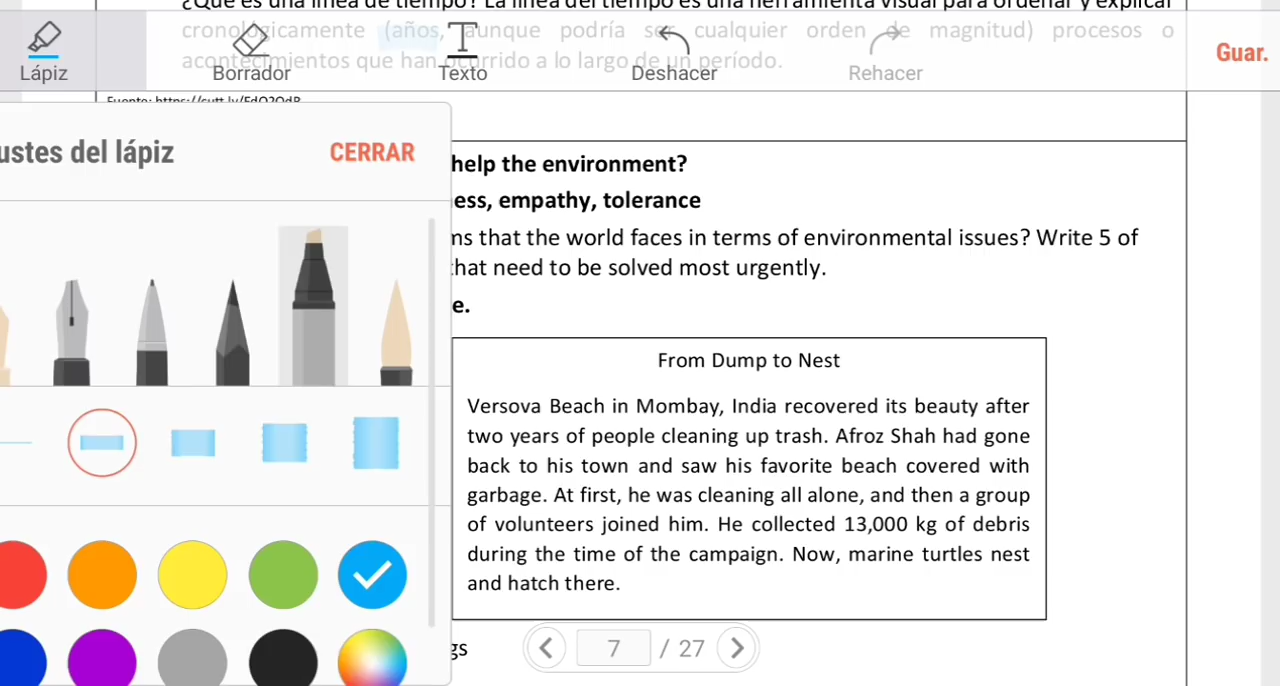 ¿Qué es una línea de tiempo? La línea del tiempo es una herramienta visual para ordenar y explicar
cronológicamente (años, aunque podría ser cualquier orden de magnitud) procesos o
acontecimientos que han ocurrido a lo largo de un período.
Lápiz
Borrador
Texto
Deshacer
Rehacer
Guar.
Fuente: https://cutt.ly/EdO2OdR
ustes del lápiz
CERRAR
help the environment?
ess, empathy, tolerance
ns that the world faces in terms of environmental issues? Write 5 of
that need to be solved most urgently.
e.
From Dump to Nest
Versova Beach in Mombay, India recovered its beauty after
two years of people cleaning up trash. Afroz Shah had gone
back to his town and saw his favorite beach covered with
garbage. At first, he was cleaning all alone, and then a group
of volunteers joined him. He collected 13,000 kg of debris
during the time of the campaign. Now, marine turtles nest
and hatch there.
gs
7 / 27